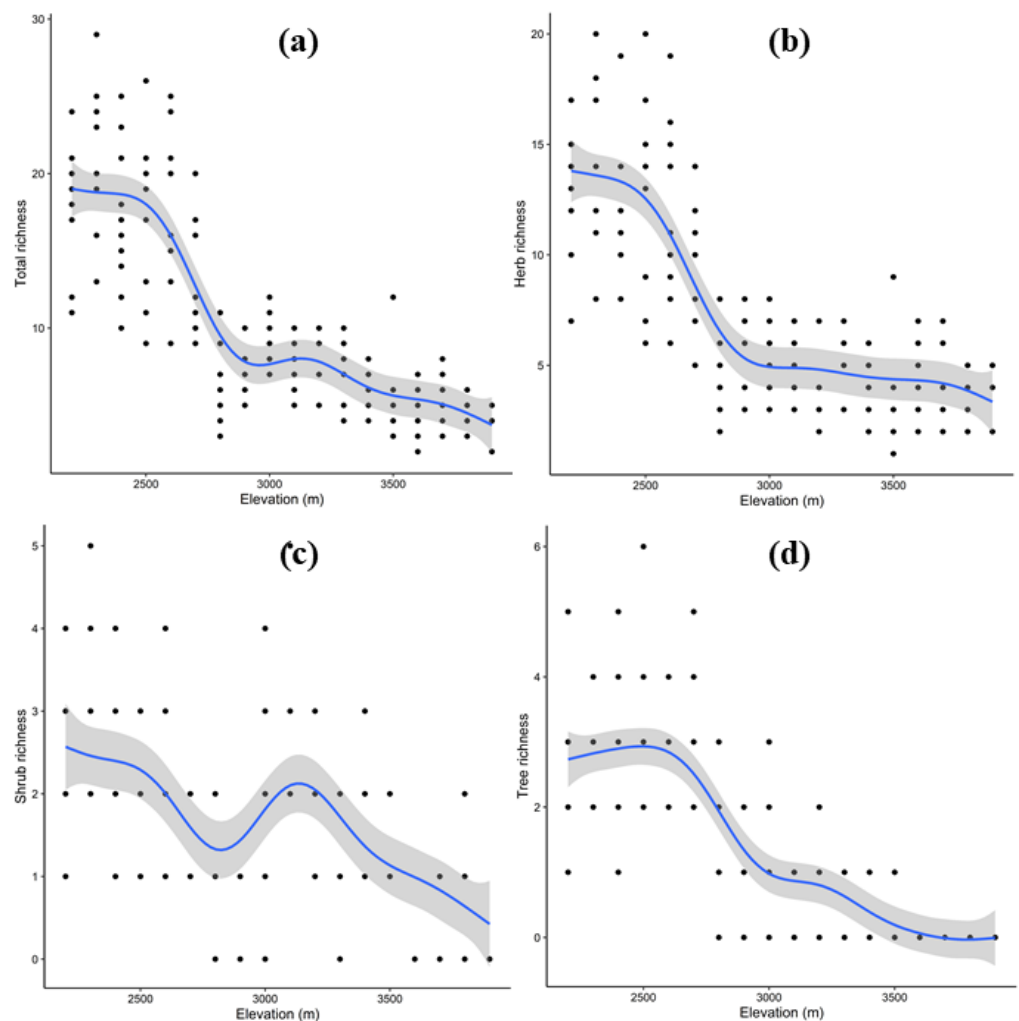 (a)
30
20
10
Total richness
2500 3000 3500
Elevation (m)
(b)
20
15
10
5
Herb richness
2500 3000 3500
Elevation (m)
(c)
5
4
3
2
1
0
Shrub richness
2500 3000 3500
Elevation (m)
(d)
6
4
2
0
Tree richness
2500 3000 3500
Elevation (m)